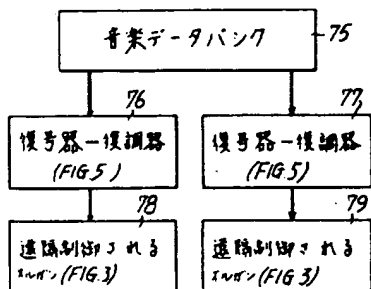 音楽データバンク 75
76 77
復号器-復調器 復号器-復調器
(FIG.5) (FIG.5)
78 79
遠隔制御される 遠隔制御される
オルガン(FIG.3) オルガン(FIG.3)